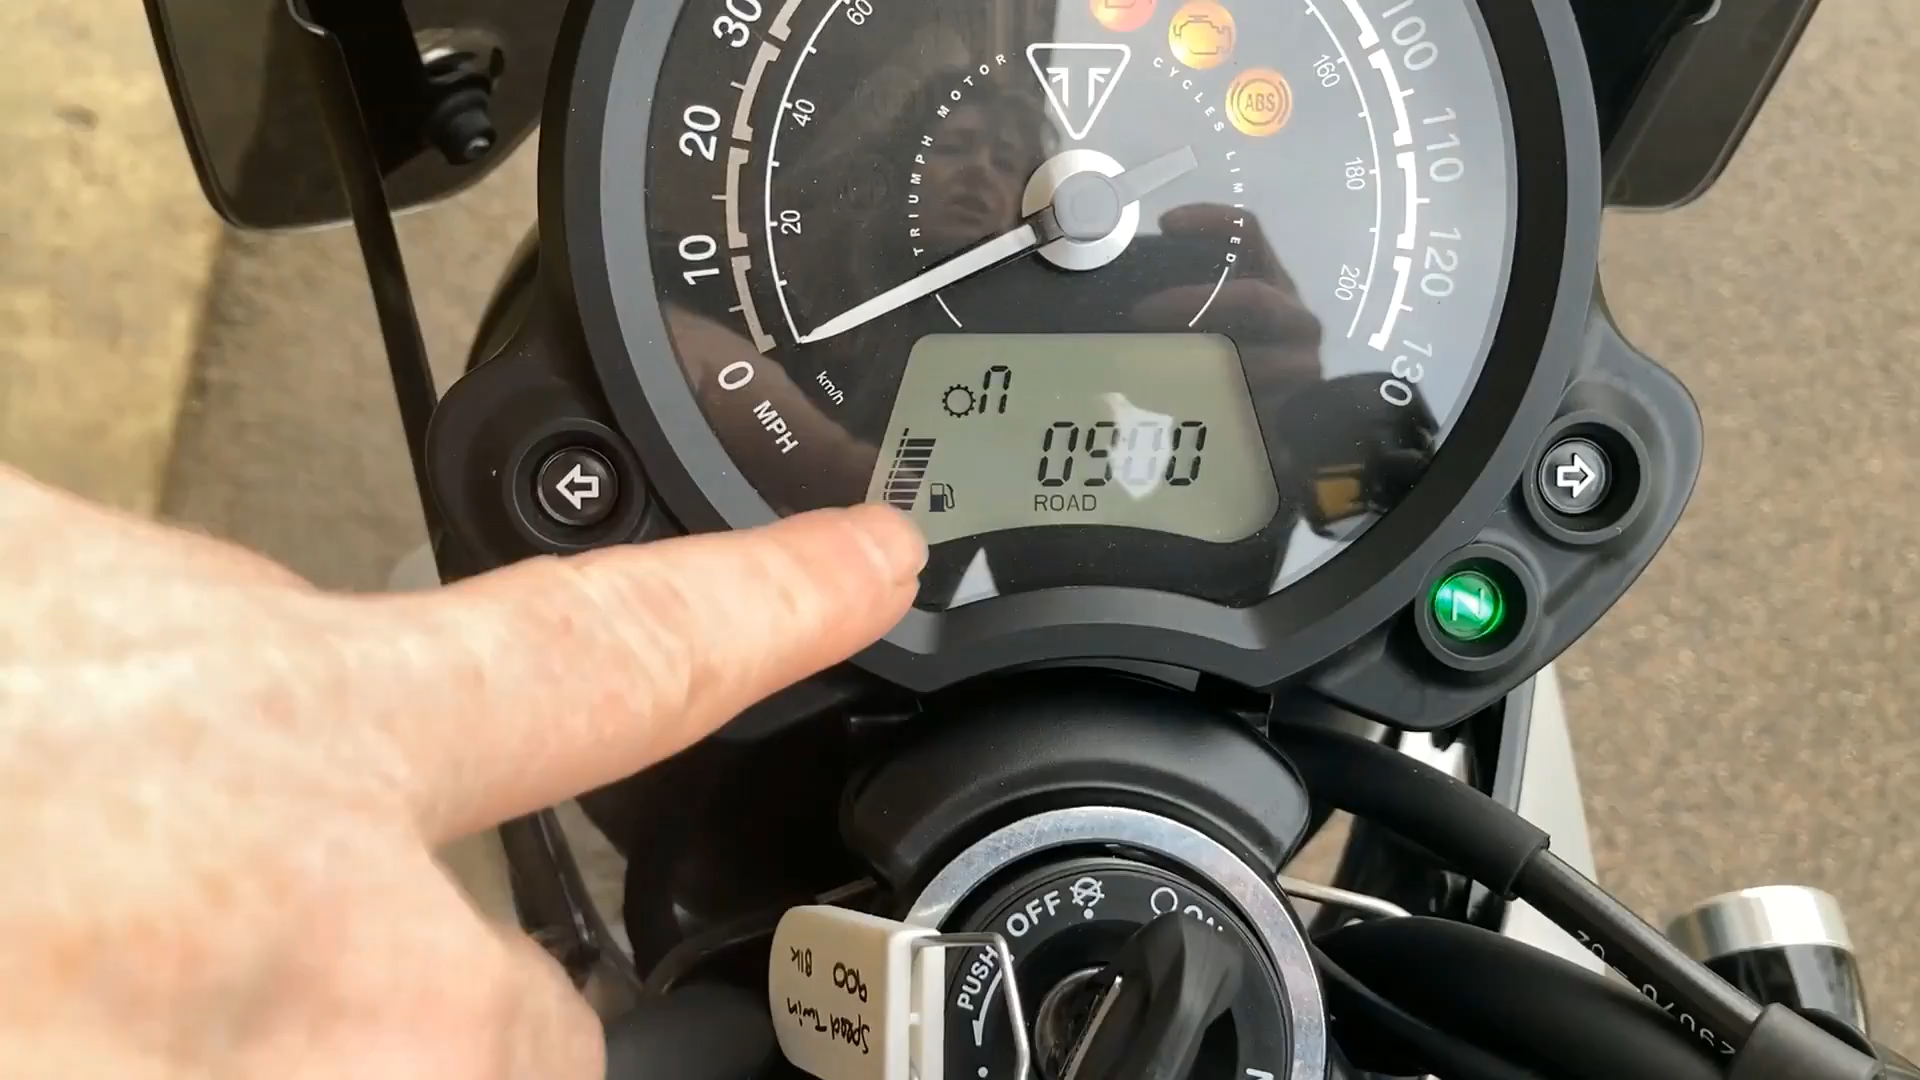 30
60
20
40
10
20
0
MPH
km/h
TRIUMPH MOTOR
CYCLES LIMITED
ABS
100
160
110
180
120
200
130
n
0900
ROAD
N
OFF
ON
PUSH
Speed Twin
900
Blk